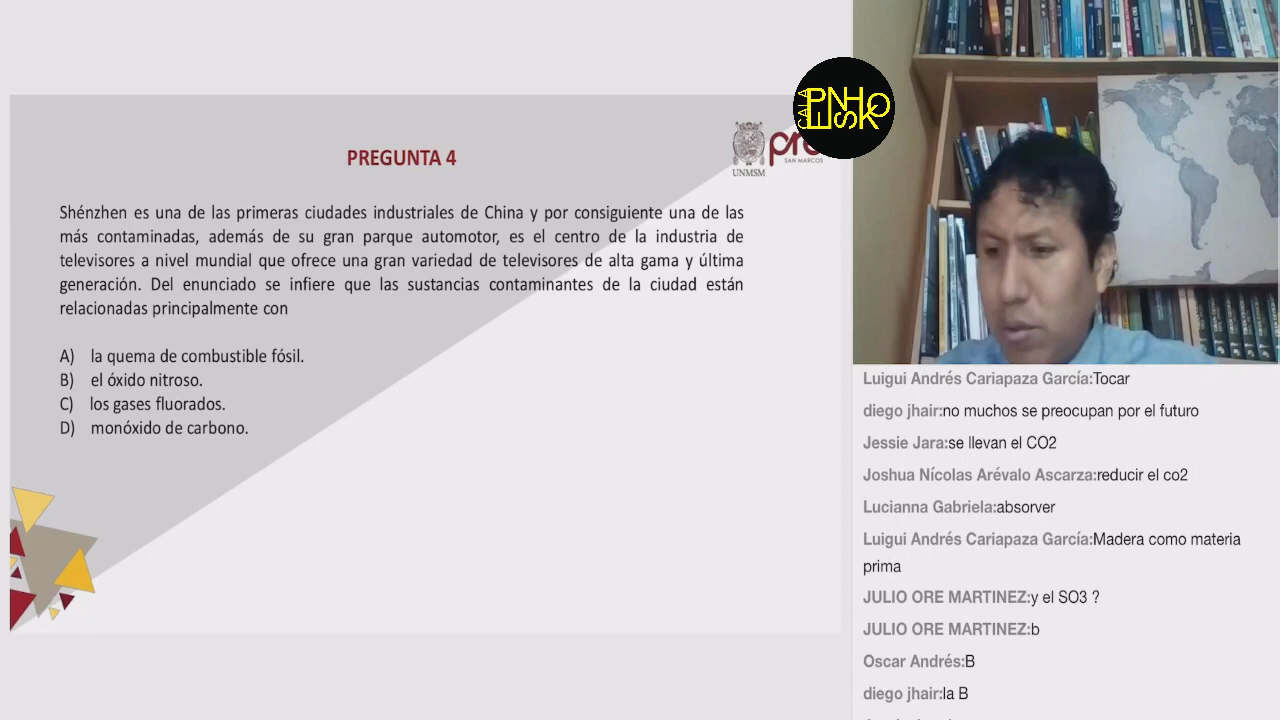 PREGUNTA 4
UNMSM
SAN MARCOS
CALA
PNHO
ESK
Shénzhen es una de las primeras ciudades industriales de China y por consiguiente una de las
más contaminadas, además de su gran parque automotor, es el centro de la industria de
televisores a nivel mundial que ofrece una gran variedad de televisores de alta gama y última
generación. Del enunciado se infiere que las sustancias contaminantes de la ciudad están
relacionadas principalmente con
A) la quema de combustible fósil.
B) el óxido nitroso.
C) los gases fluorados.
D) monóxido de carbono.
Luigui Andrés Cariapaza García:Tocar
diego jhair:no muchos se preocupan por el futuro
Jessie Jara:se llevan el CO2
Joshua Nícolas Arévalo Ascarza:reducir el co2
Lucianna Gabriela:absorver
Luigui Andrés Cariapaza García:Madera como materia
prima
JULIO ORE MARTINEZ:y el SO3 ?
JULIO ORE MARTINEZ:b
Oscar Andrés:B
diego jhair:la B